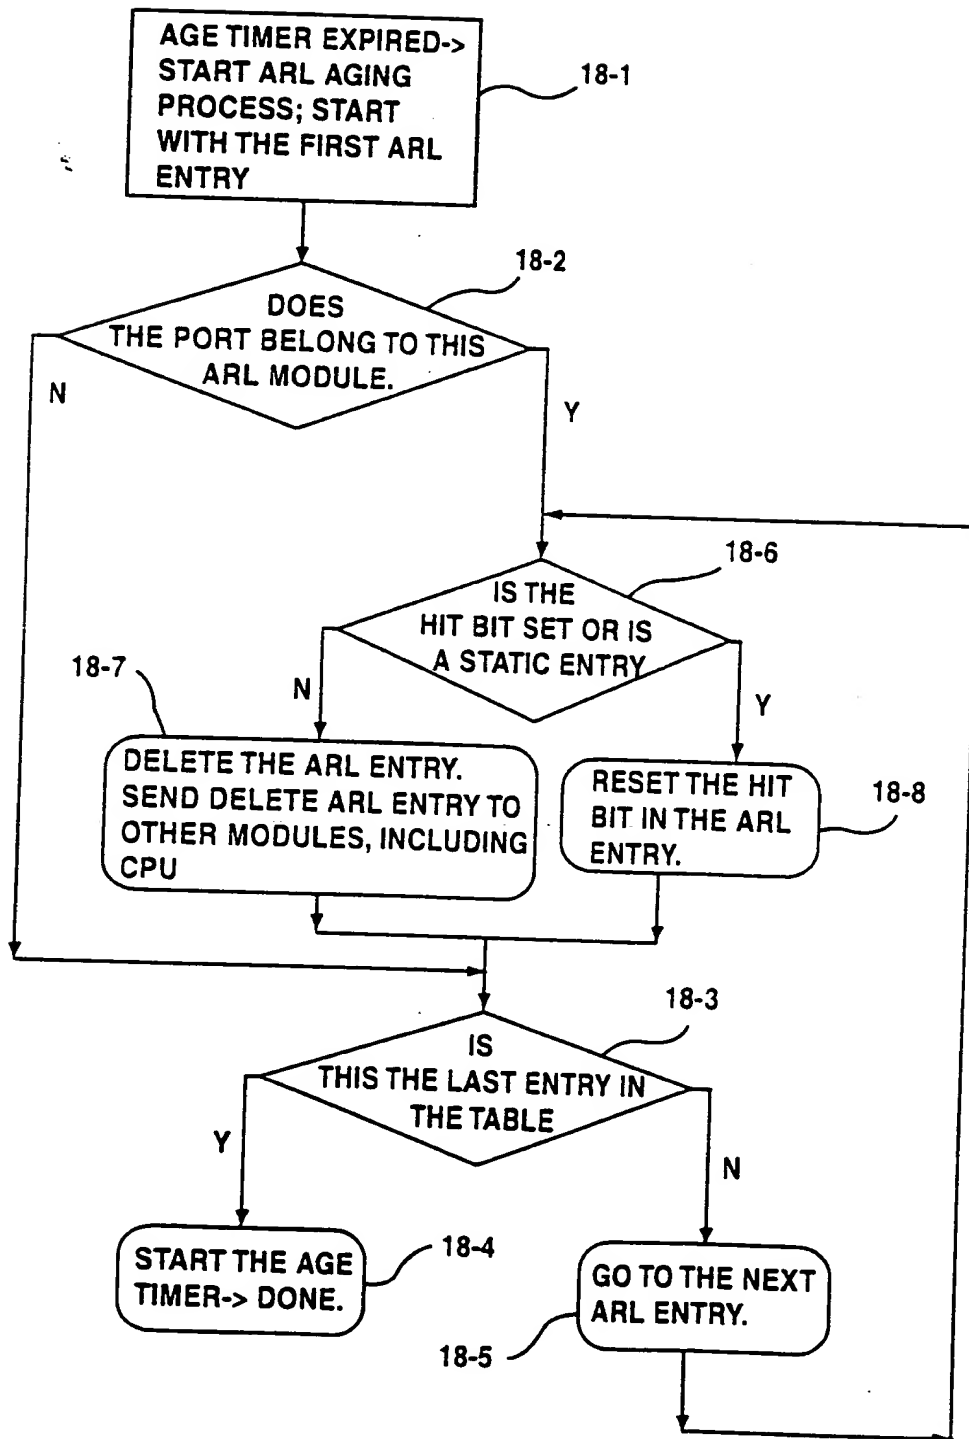 AGE TIMER EXPIRED->
START ARL AGING
PROCESS; START
WITH THE FIRST ARL
ENTRY
18-1
18-2
DOES
THE PORT BELONG TO THIS
ARL MODULE.
N
Y
18-6
IS THE
HIT BIT SET OR IS
A STATIC ENTRY
18-7
N
Y
DELETE THE ARL ENTRY.
SEND DELETE ARL ENTRY TO
OTHER MODULES, INCLUDING
CPU
RESET THE HIT
BIT IN THE ARL
ENTRY.
18-8
18-3
IS
THIS THE LAST ENTRY IN
THE TABLE
Y
N
START THE AGE
TIMER-> DONE.
18-4
GO TO THE NEXT
ARL ENTRY.
18-5